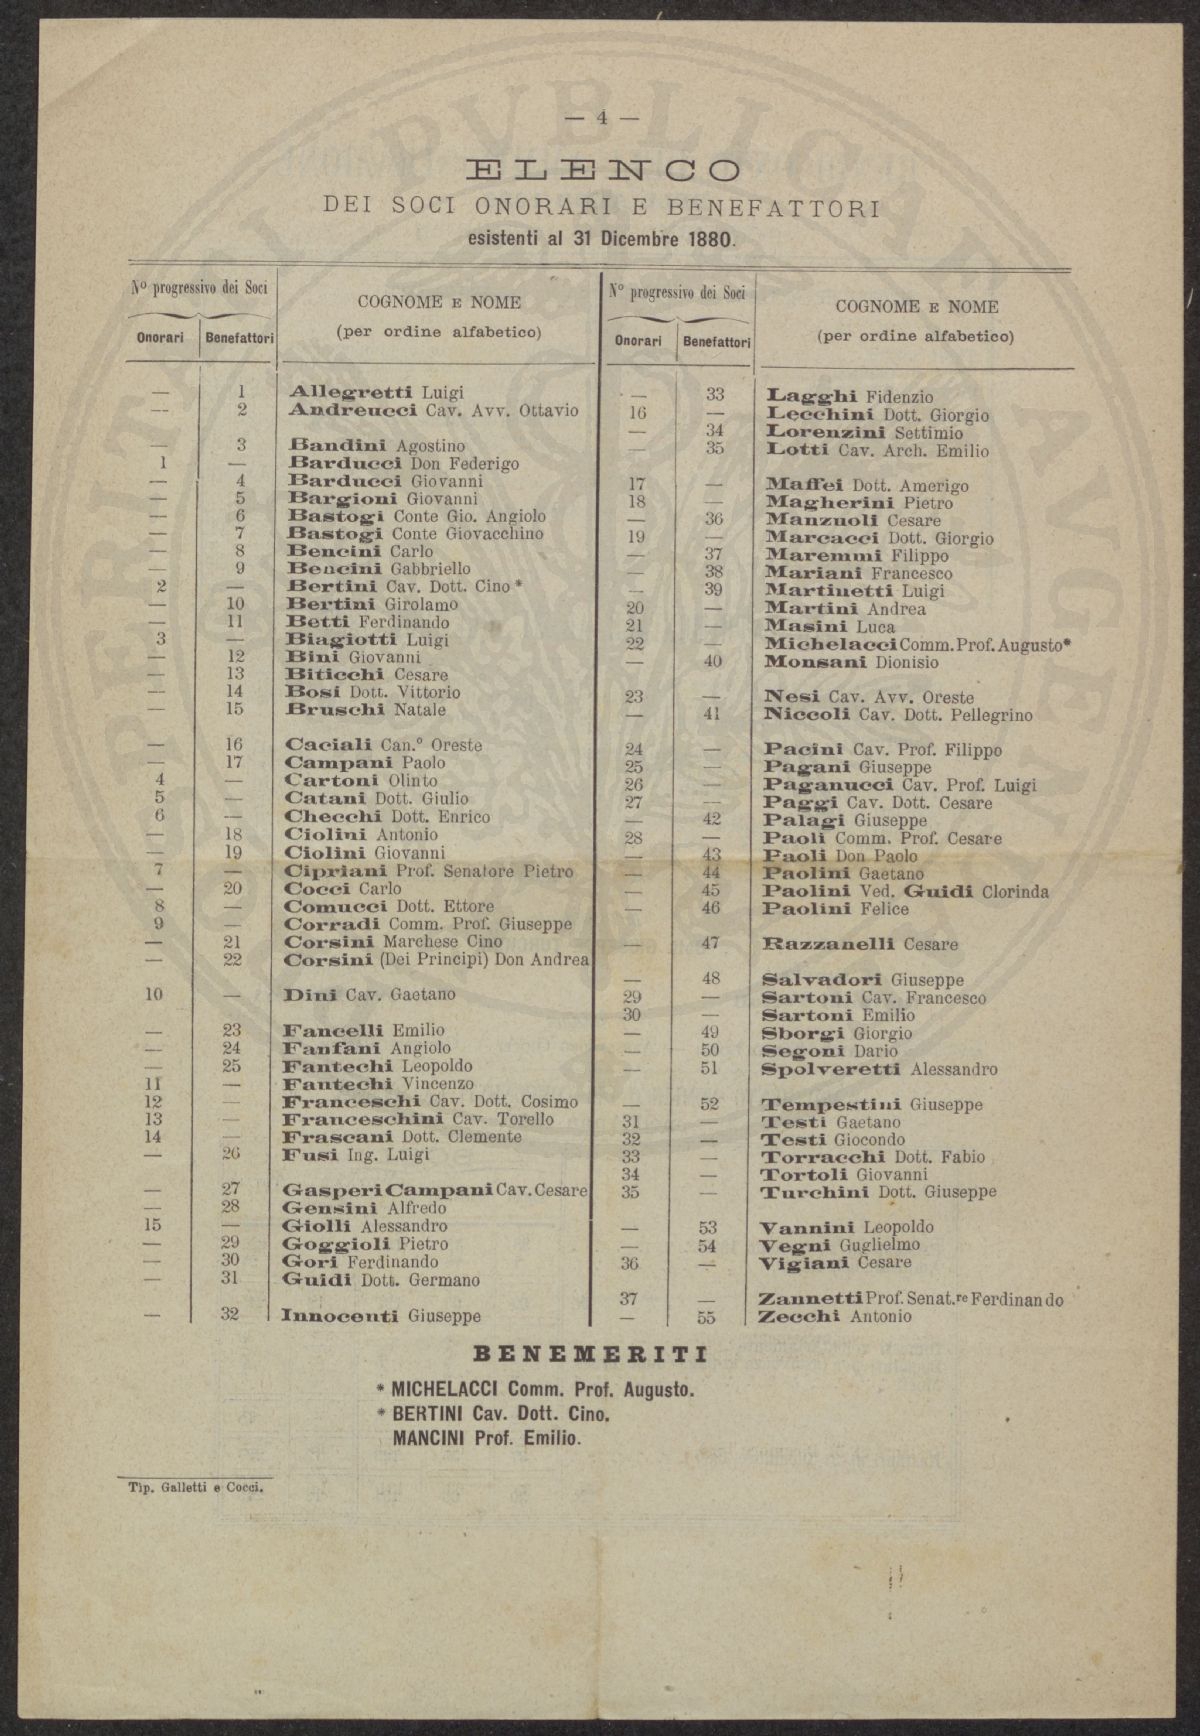 — 4 —
ELENCO
DEI SOCI ONORARI E BENEFATTORI
esistenti al 31 Dicembre 1880.
Nº progressivo dei Soci
COGNOME E NOME
(per ordine alfabetico)
Onorari Benefattori
— 1 Allegretti Luigi
— 2 Andreucci Cav. Avv. Ottavio
— 3 Bandini Agostino
1 — Barducci Don Federigo
— 4 Barducci Giovanni
— 5 Bargioni Giovanni
— 6 Bastogi Conte Gio. Angiolo
— 7 Bastogi Conte Giovacchino
— 8 Bencini Carlo
— 9 Bencini Gabbriello
2 — Bertini Cav. Dott. Cino *
— 10 Bertini Girolamo
— 11 Betti Ferdinando
3 — Biagiotti Luigi
— 12 Bini Giovanni
— 13 Biticchi Cesare
— 14 Bosi Dott. Vittorio
— 15 Bruschi Natale
— 16 Caciali Can.º Oreste
— 17 Campani Paolo
4 — Cartoni Olinto
5 — Catani Dott. Giulio
6 — Checchi Dott. Enrico
— 18 Ciolini Antonio
— 19 Ciolini Giovanni
7 — Cipriani Prof. Senatore Pietro
— 20 Cocci Carlo
8 — Comucci Dott. Ettore
9 — Corradi Comm. Prof. Giuseppe
— 21 Corsini Marchese Cino
— 22 Corsini (Dei Principi) Don Andrea
10 — Dini Cav. Gaetano
— 23 Fancelli Emilio
— 24 Fanfani Angiolo
— 25 Fantechi Leopoldo
11 — Fantechi Vincenzo
12 — Franceschi Cav. Dott. Cosimo
13 — Franceschini Cav. Torello
14 — Frascani Dott. Clemente
— 26 Fusi Ing. Luigi
— 27 Gasperi Campani Cav. Cesare
— 28 Gensini Alfredo
15 — Giolli Alessandro
— 29 Goggioli Pietro
— 30 Gori Ferdinando
— 31 Guidi Dott. Germano
— 32 Innocenti Giuseppe
Nº progressivo dei Soci
COGNOME E NOME
(per ordine alfabetico)
Onorari Benefattori
— 33 Lagghi Fidenzio
16 — Lecchini Dott. Giorgio
— 34 Lorenzini Settimio
— 35 Lotti Cav. Arch. Emilio
17 — Maffei Dott. Amerigo
18 — Magherini Pietro
— 36 Manzuoli Cesare
19 — Marcacci Dott. Giorgio
— 37 Maremmi Filippo
— 38 Mariani Francesco
— 39 Martinetti Luigi
20 — Martini Andrea
21 — Masini Luca
22 — Michelacci Comm. Prof. Augusto*
— 40 Monsani Dionisio
23 — Nesi Cav. Avv. Oreste
— 41 Niccoli Cav. Dott. Pellegrino
24 — Pacini Cav. Prof. Filippo
25 — Pagani Giuseppe
26 — Paganucci Cav. Prof. Luigi
27 — Paggi Cav. Dott. Cesare
— 42 Palagi Giuseppe
28 — Paoli Comm. Prof. Cesare
— 43 Paoli Don Paolo
— 44 Paolini Gaetano
— 45 Paolini Ved. Guidi Clorinda
— 46 Paolini Felice
— 47 Razzanelli Cesare
— 48 Salvadori Giuseppe
29 — Sartoni Cav. Francesco
30 — Sartoni Emilio
— 49 Sborgi Giorgio
— 50 Segoni Dario
— 51 Spolveretti Alessandro
— 52 Tempestini Giuseppe
31 — Testi Gaetano
32 — Testi Giocondo
33 — Torracchi Dott. Fabio
34 — Tortoli Giovanni
35 — Turchini Dott. Giuseppe
— 53 Vannini Leopoldo
— 54 Vegni Guglielmo
36 — Vigiani Cesare
37 — Zannetti Prof. Senat.re Ferdinando
— 55 Zecchi Antonio
BENEMERITI
* MICHELACCI Comm. Prof. Augusto.
* BERTINI Cav. Dott. Cino.
MANCINI Prof. Emilio.
Tip. Galletti e Cocci.